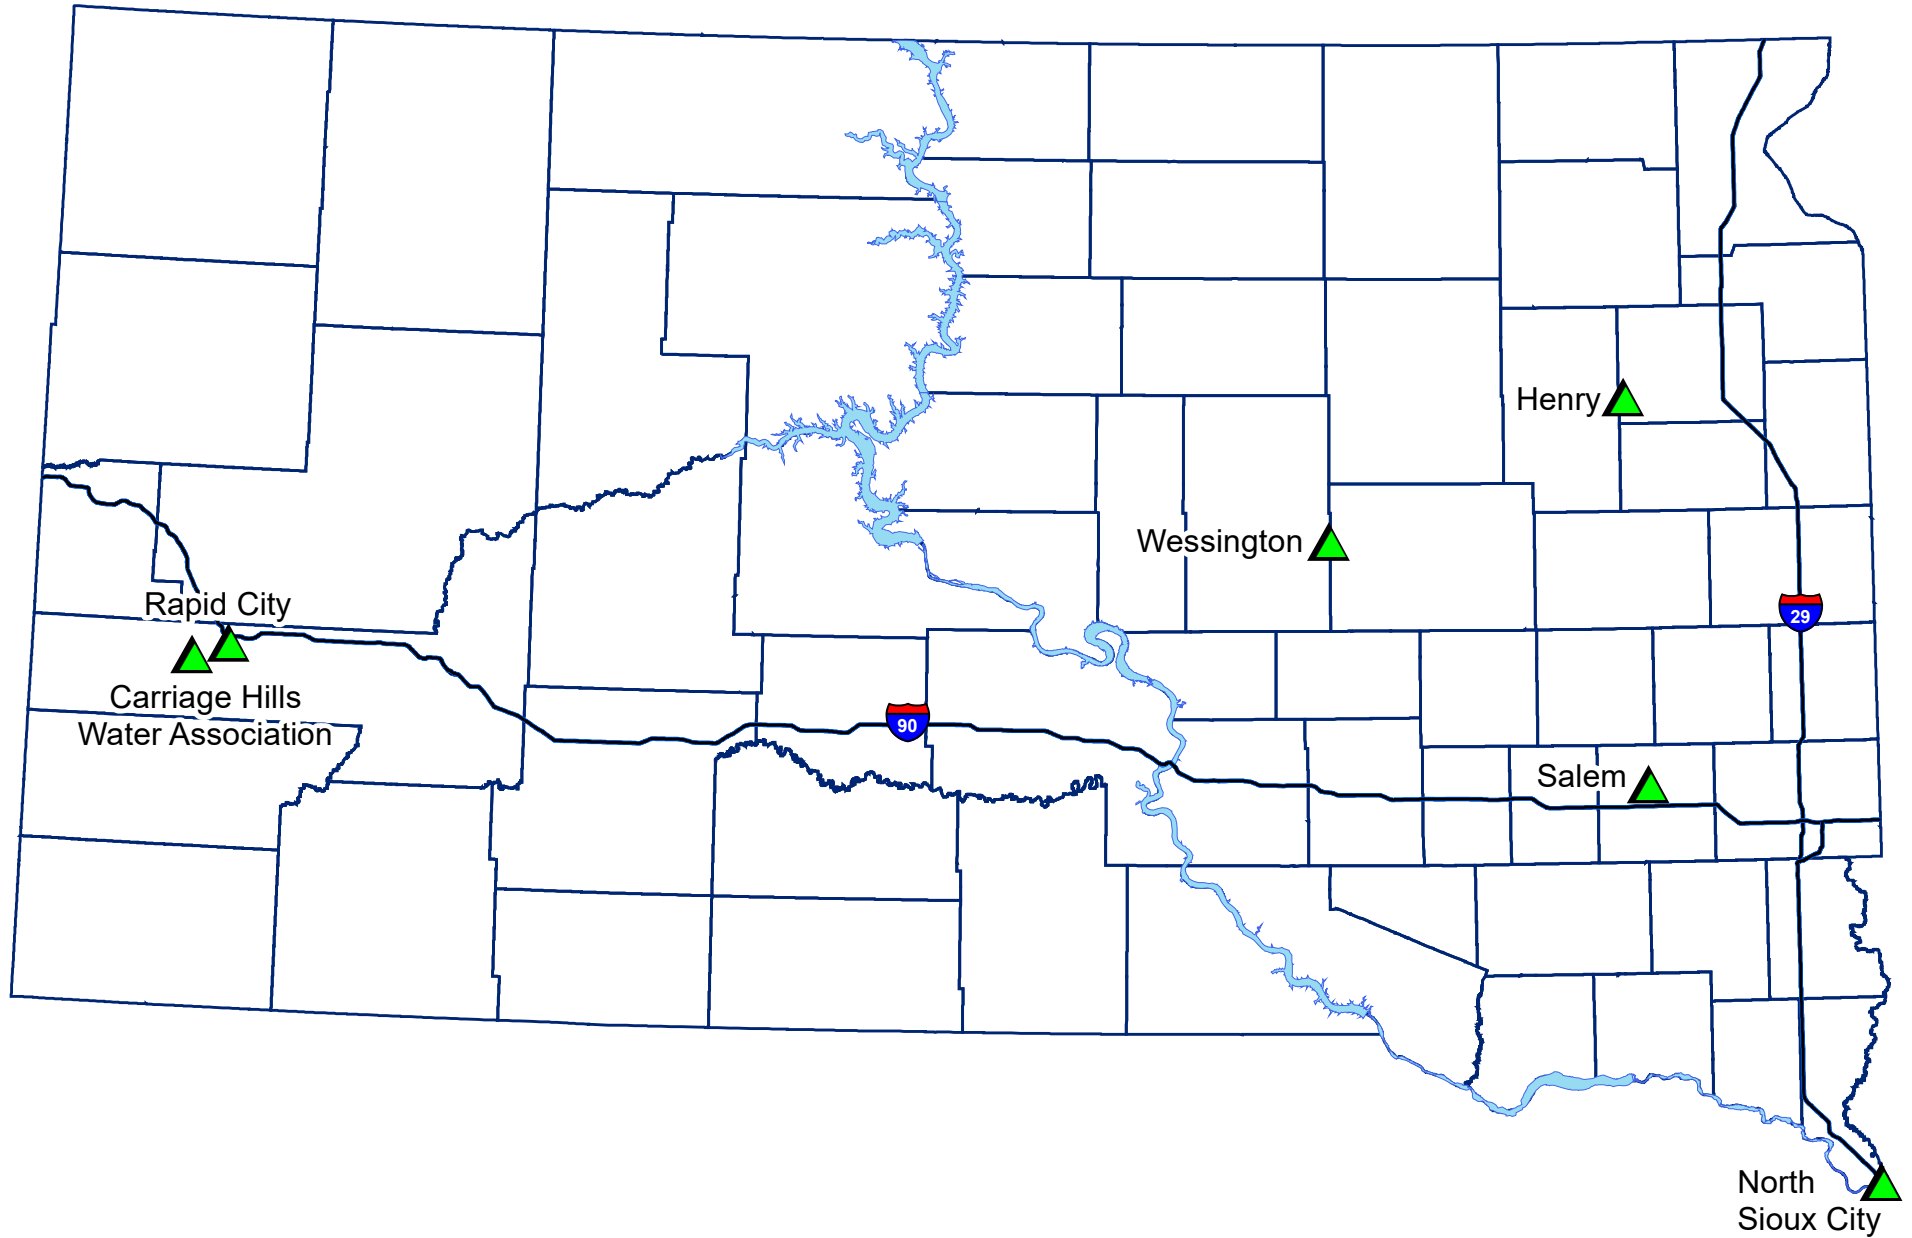 Henry
Wessington
Rapid City
29
Carriage Hills
Water Association
90
Salem
North
Sioux City